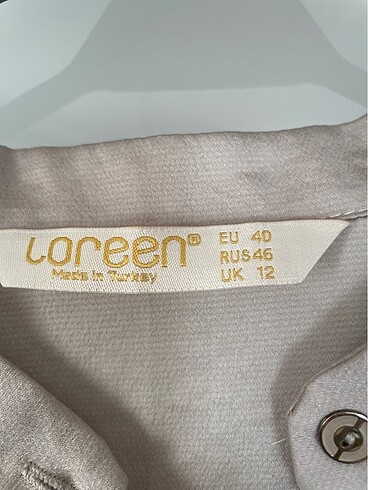 Loreen®
Made in Turkey
EU 40
RUS46
UK 12